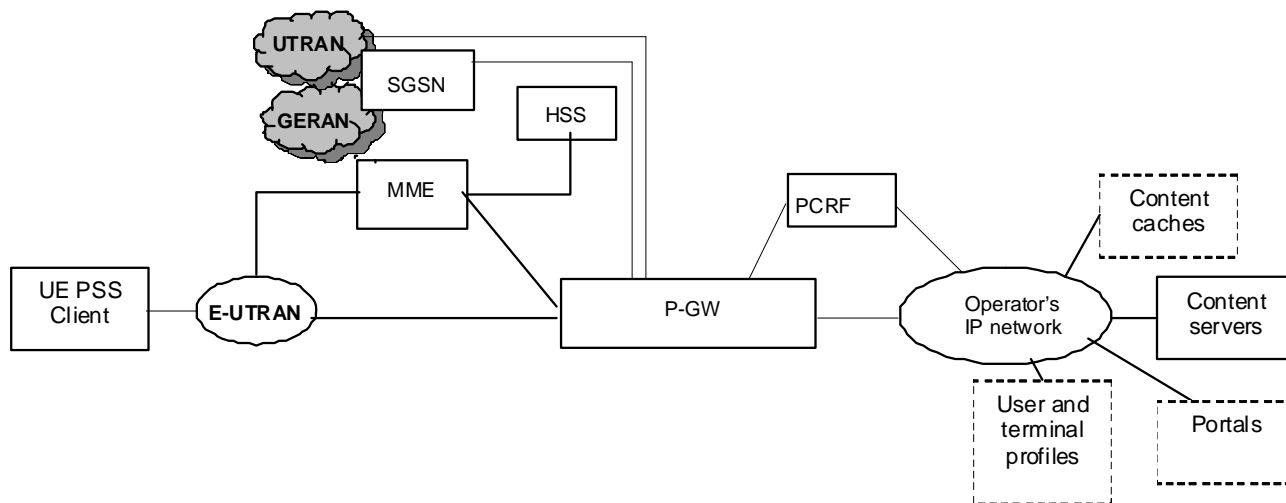 UTRAN
SGSN
GERAN
HSS
MME
PCRF
Content
caches
UE PSS
Client
E-UTRAN
P-GW
Operator's
IP network
Content
servers
User and
terminal
profiles
Portals